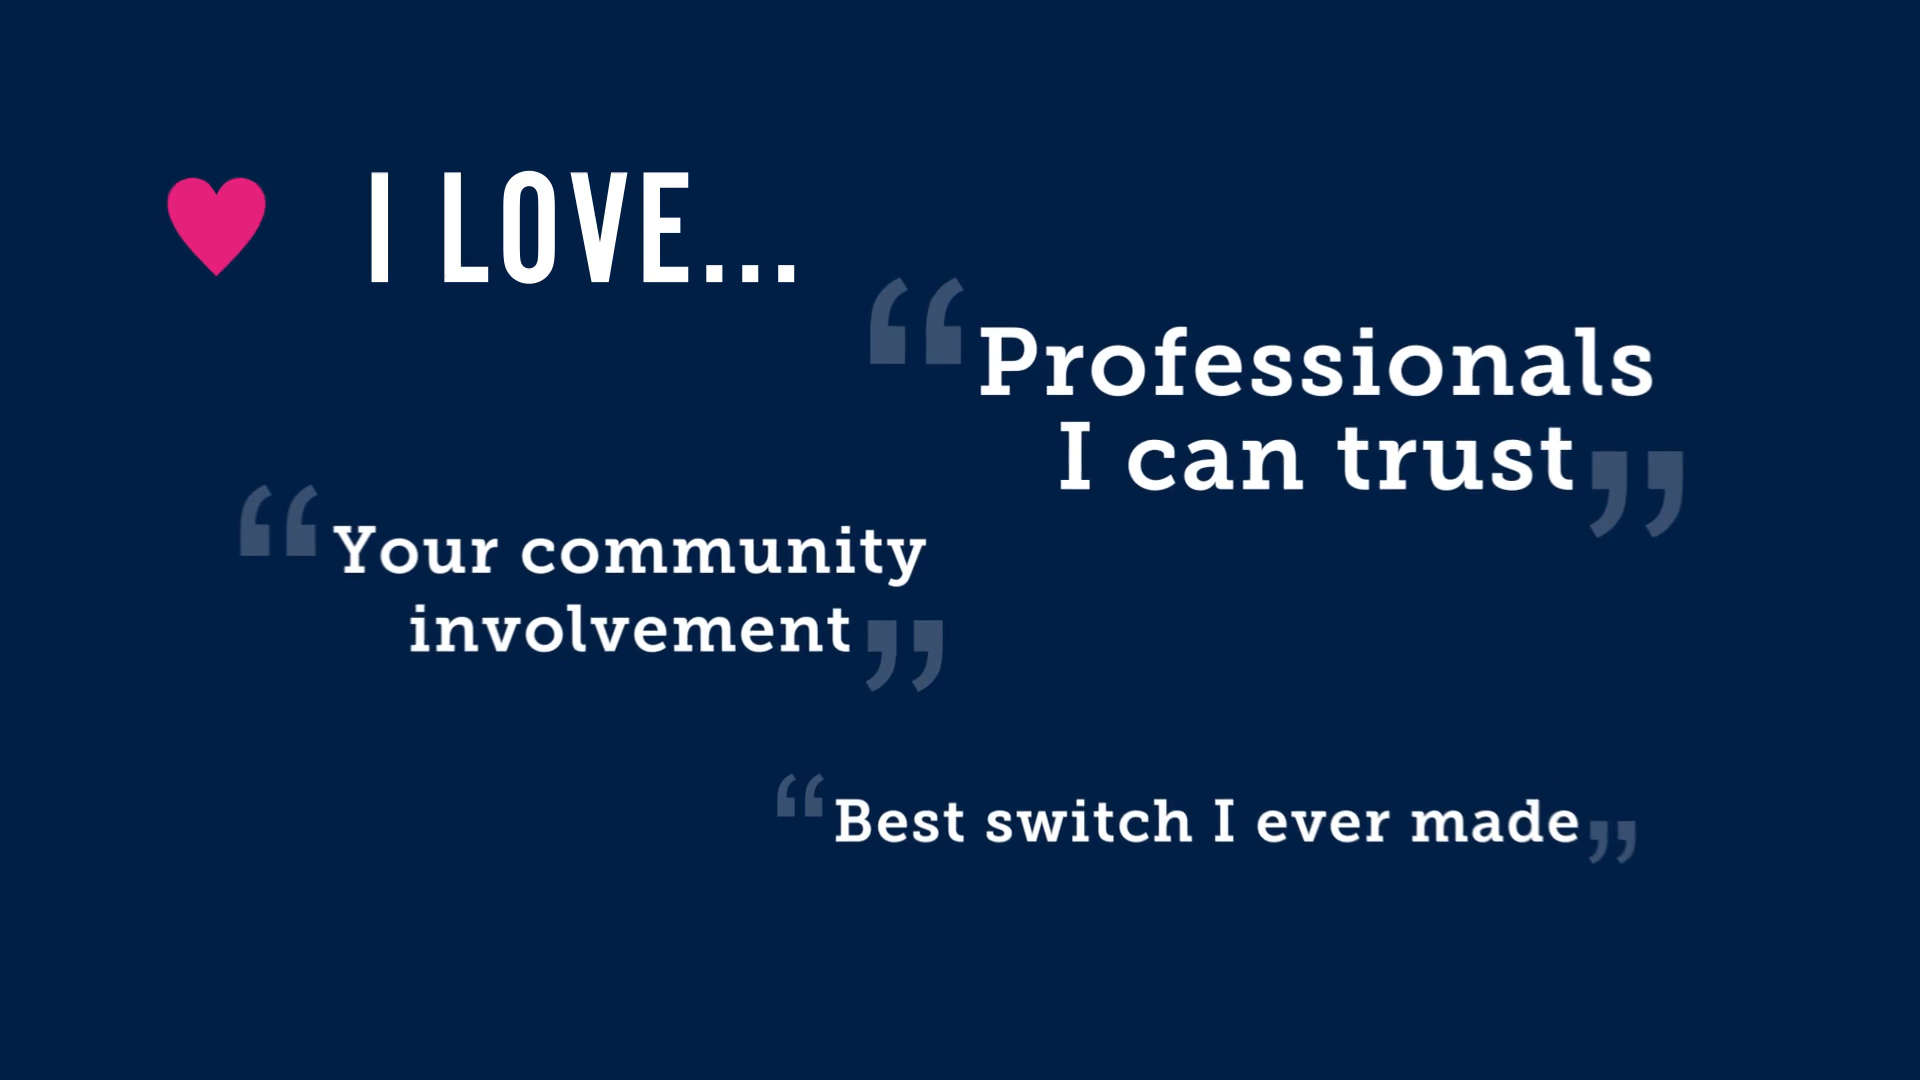 I LOVE...
“Professionals
I can trust”
“Your community
involvement”
“Best switch I ever made”